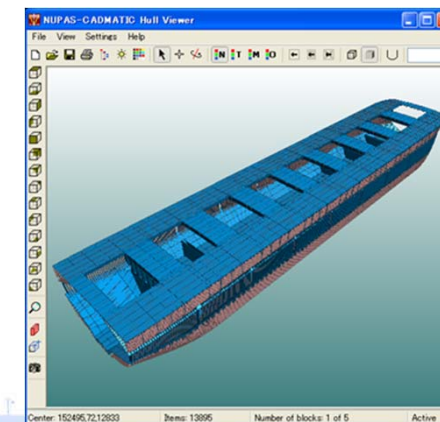 NUPAS-CADMATIC Hull Viewer
File View Settings Help
N T M O
Center: 152495,72,12833 Items: 13895 Number of blocks: 1 of 5 Active